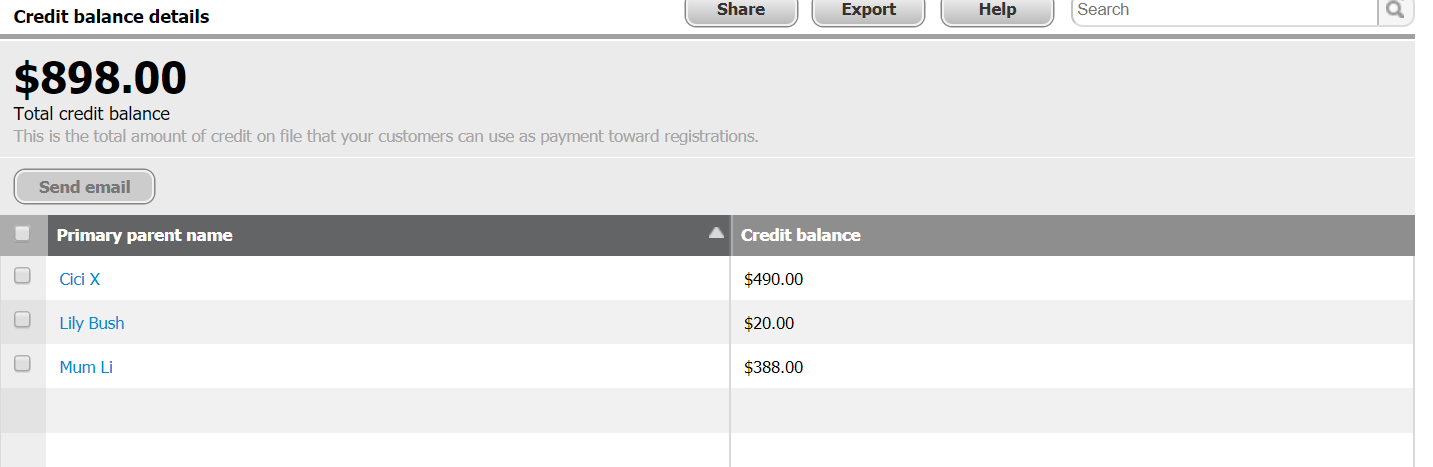 Credit balance details Share Export Help Search
$898.00
Total credit balance
This is the total amount of credit on file that your customers can use as payment toward registrations.
Send email
Primary parent name Credit balance
Cici X $490.00
Lily Bush $20.00
Mum Li $388.00